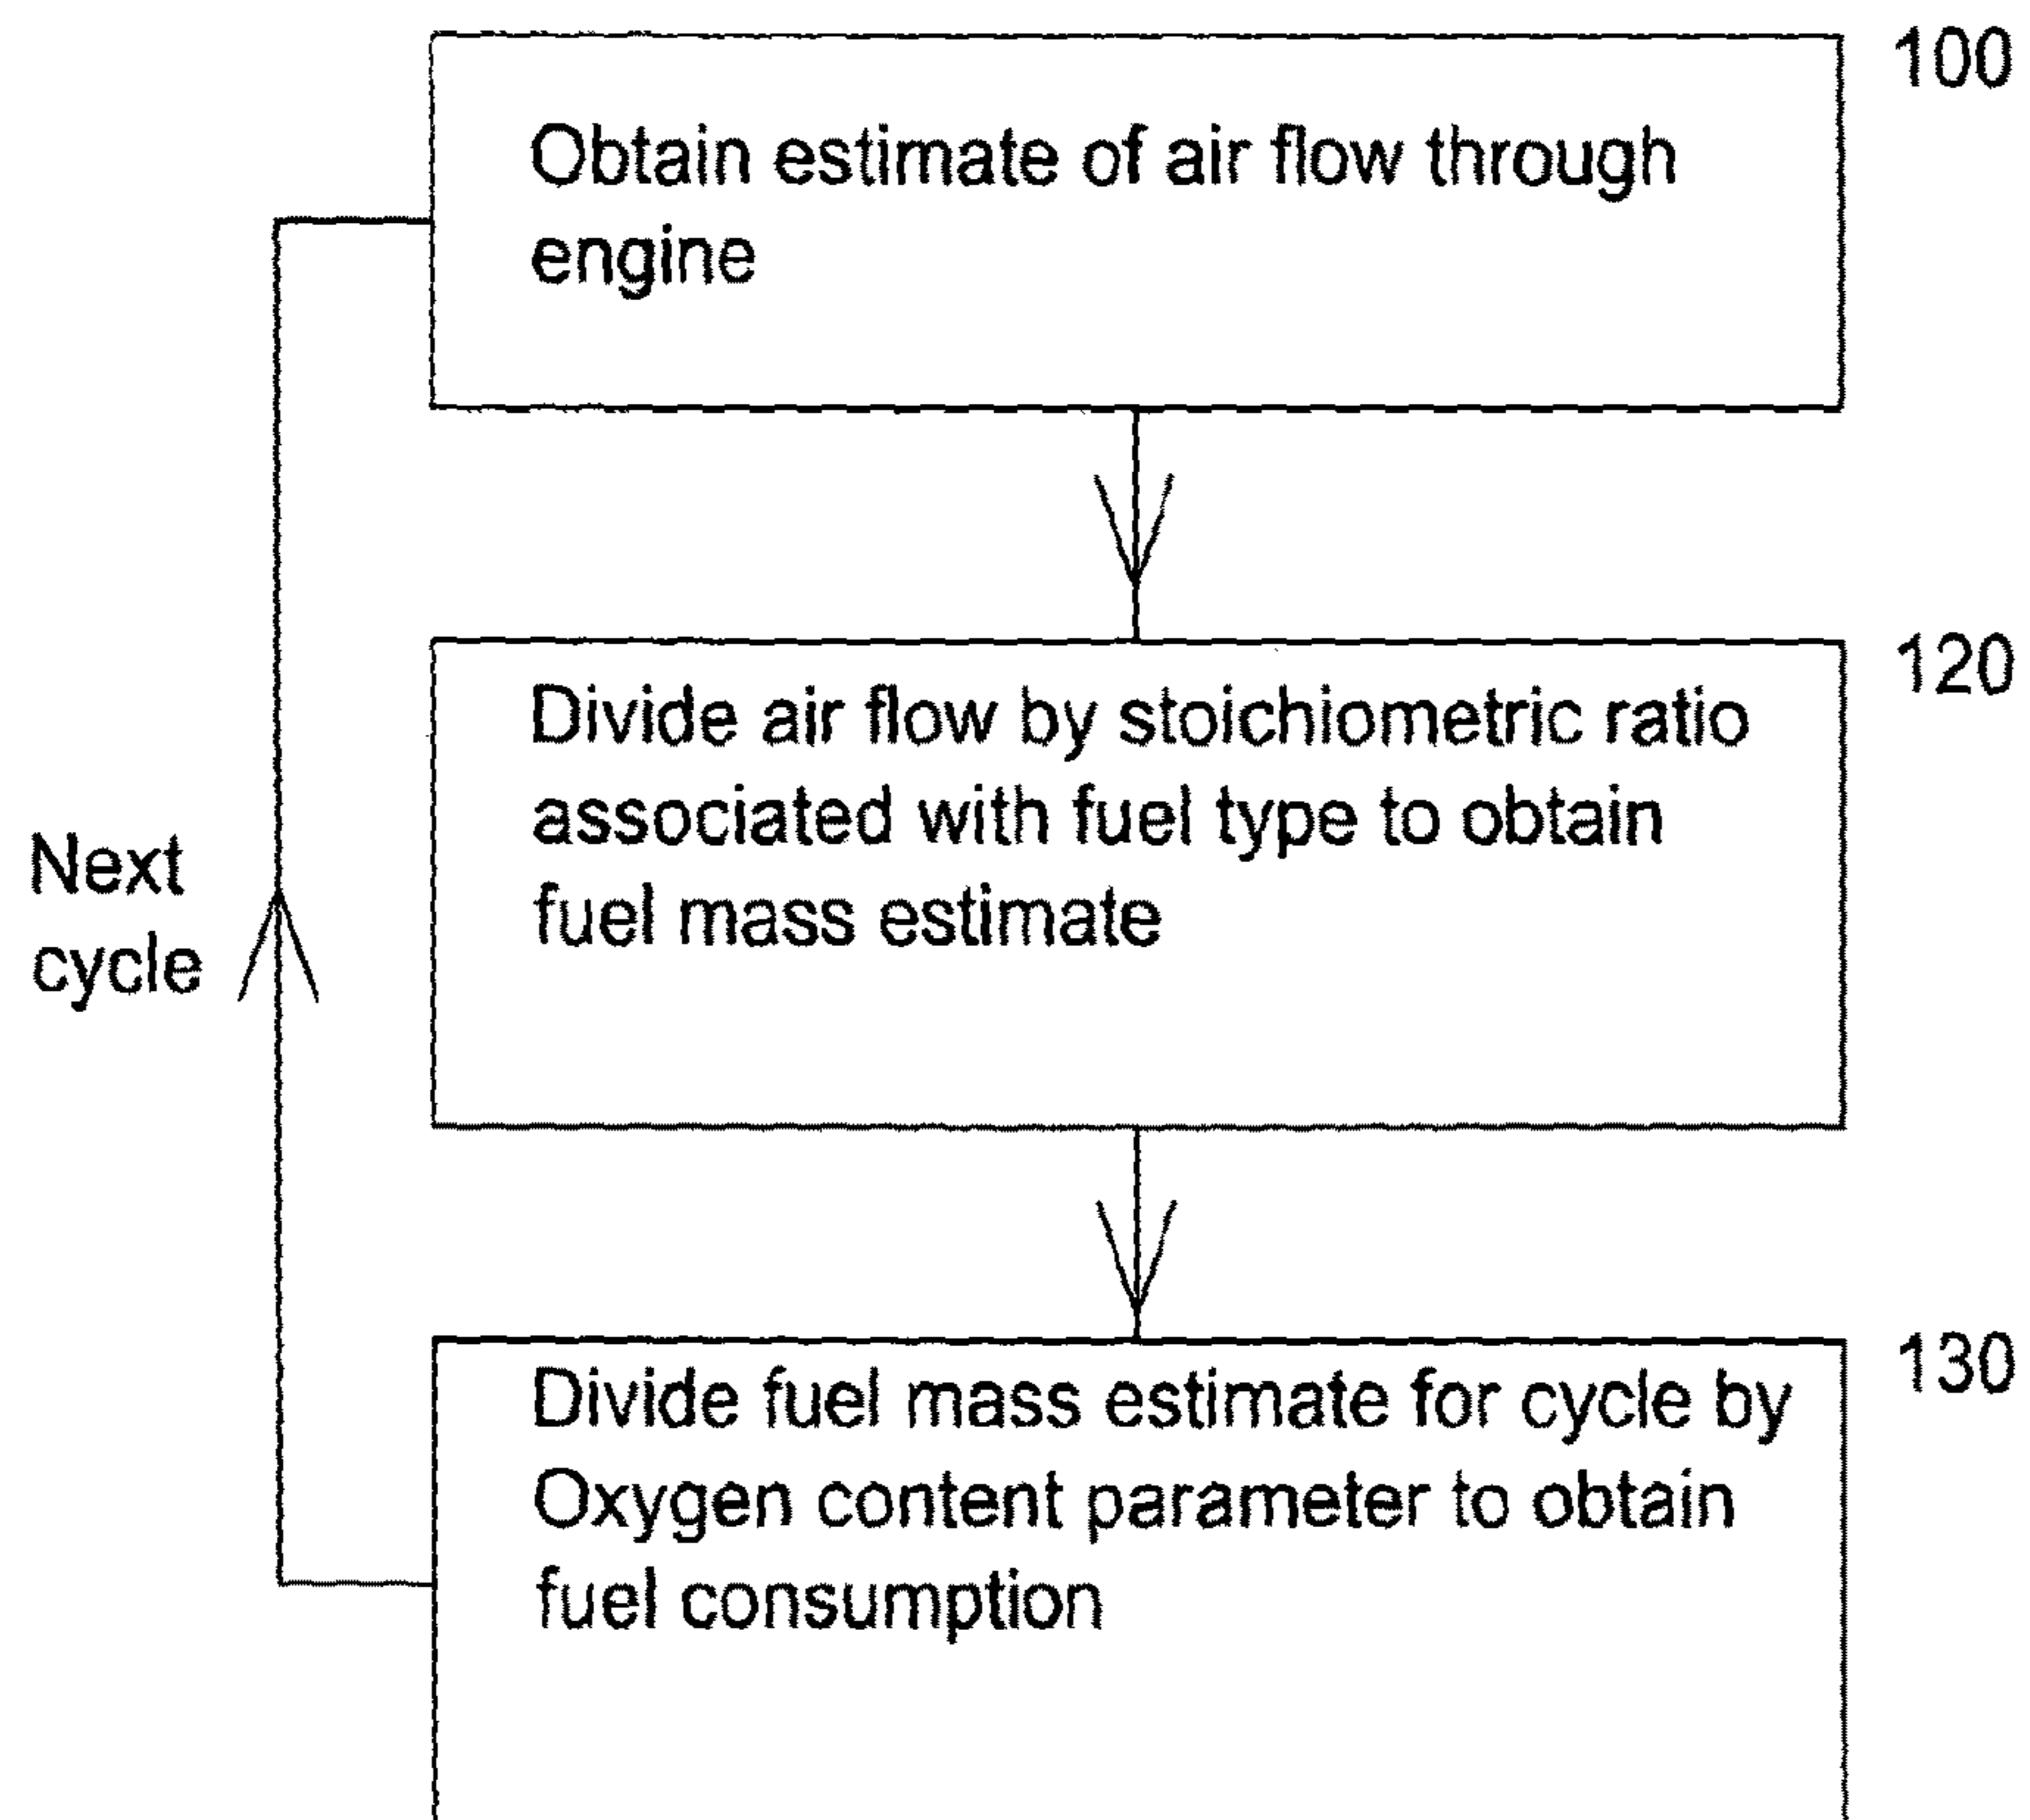 100
Obtain estimate of air flow through
engine
120
Divide air flow by stoichiometric ratio
associated with fuel type to obtain
fuel mass estimate
Next
cycle
130
Divide fuel mass estimate for cycle by
Oxygen content parameter to obtain
fuel consumption